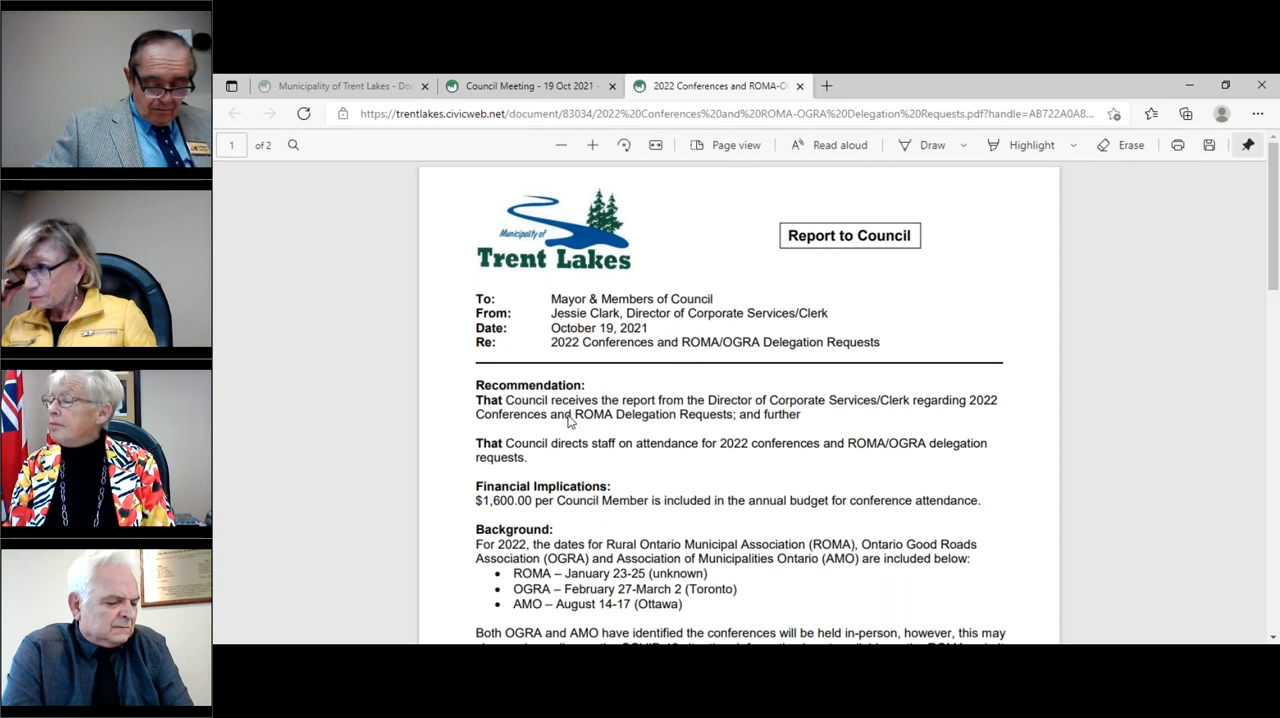 Municipality of Trent Lakes - Doc
Council Meeting - 19 Oct 2021 -
2022 Conferences and ROMA-O
https://trentlakes.civicweb.net/document/83034/2022%20Conferences%20and%20ROMA-OGRA%20Delegation%20Requests.pdf?handle=AB722A0A8...
1 of 2
Page view
Read aloud
Draw
Highlight
Erase
Municipality of
Trent Lakes
Report to Council
To: Mayor & Members of Council
From: Jessie Clark, Director of Corporate Services/Clerk
Date: October 19, 2021
Re: 2022 Conferences and ROMA/OGRA Delegation Requests
Recommendation:
That Council receives the report from the Director of Corporate Services/Clerk regarding 2022
Conferences and ROMA Delegation Requests; and further
That Council directs staff on attendance for 2022 conferences and ROMA/OGRA delegation
requests.
Financial Implications:
$1,600.00 per Council Member is included in the annual budget for conference attendance.
Background:
For 2022, the dates for Rural Ontario Municipal Association (ROMA), Ontario Good Roads
Association (OGRA) and Association of Municipalities Ontario (AMO) are included below:
• ROMA – January 23-25 (unknown)
• OGRA – February 27-March 2 (Toronto)
• AMO – August 14-17 (Ottawa)
Both OGRA and AMO have identified the conferences will be held in-person, however, this may